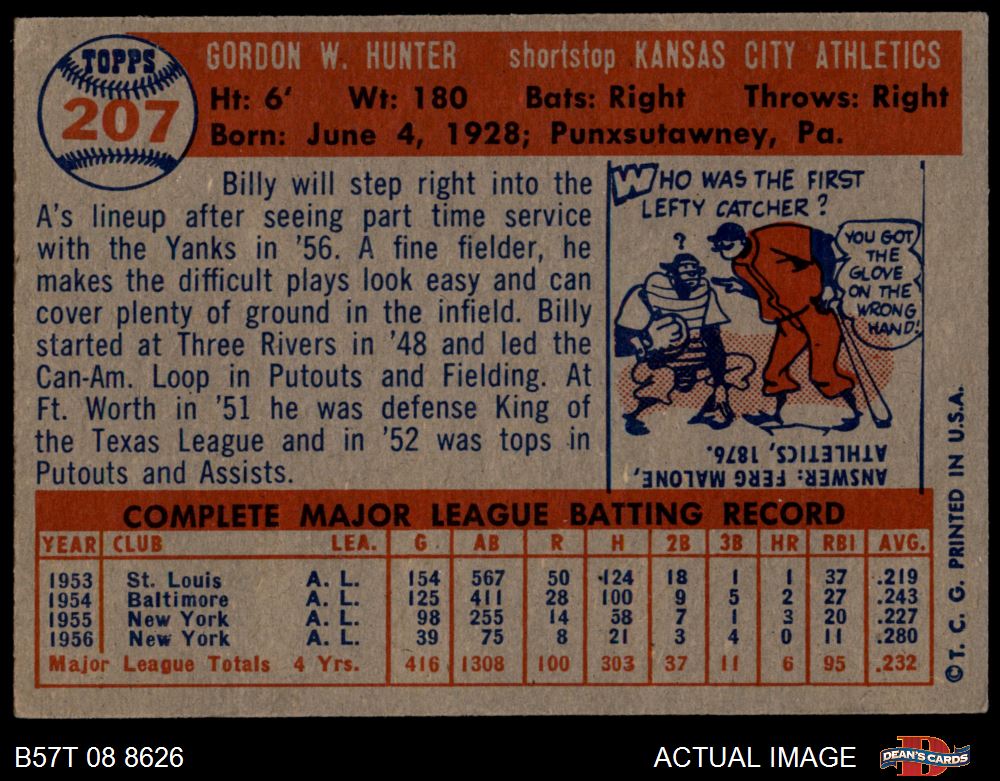 TOPPS
207
GORDON W. HUNTER shortstop KANSAS CITY ATHLETICS
Ht: 6' Wt: 180 Bats: Right Throws: Right
Born: June 4, 1928; Punxsutawney, Pa.
Billy will step right into the
A's lineup after seeing part time service
with the Yanks in '56. A fine fielder, he
makes the difficult plays look easy and can
cover plenty of ground in the infield. Billy
started at Three Rivers in '48 and led the
Can-Am. Loop in Putouts and Fielding. At
Ft. Worth in '51 he was defense King of
the Texas League and in '52 was tops in
Putouts and Assists.
WHO WAS THE FIRST
LEFTY CATCHER?
?
YOU GOT
THE
GLOVE
ON THE
WRONG
HAND!
ANSWER: FERG MALONE,
ATHLETICS, 1876.
COMPLETE MAJOR LEAGUE BATTING RECORD
YEAR CLUB LEA. G AB R H 2B 3B HR RBI AVG.
1953 St. Louis A. L. 154 567 50 124 18 1 1 37 .219
1954 Baltimore A. L. 125 411 28 100 9 5 2 27 .243
1955 New York A. L. 98 255 14 58 7 1 3 20 .227
1956 New York A. L. 39 75 8 21 3 4 0 11 .280
Major League Totals 4 Yrs. 416 1308 100 303 37 11 6 95 .232
©T. C. G. PRINTED IN U.S.A.
B57T 08 8626 ACTUAL IMAGE DEAN'S CARDS